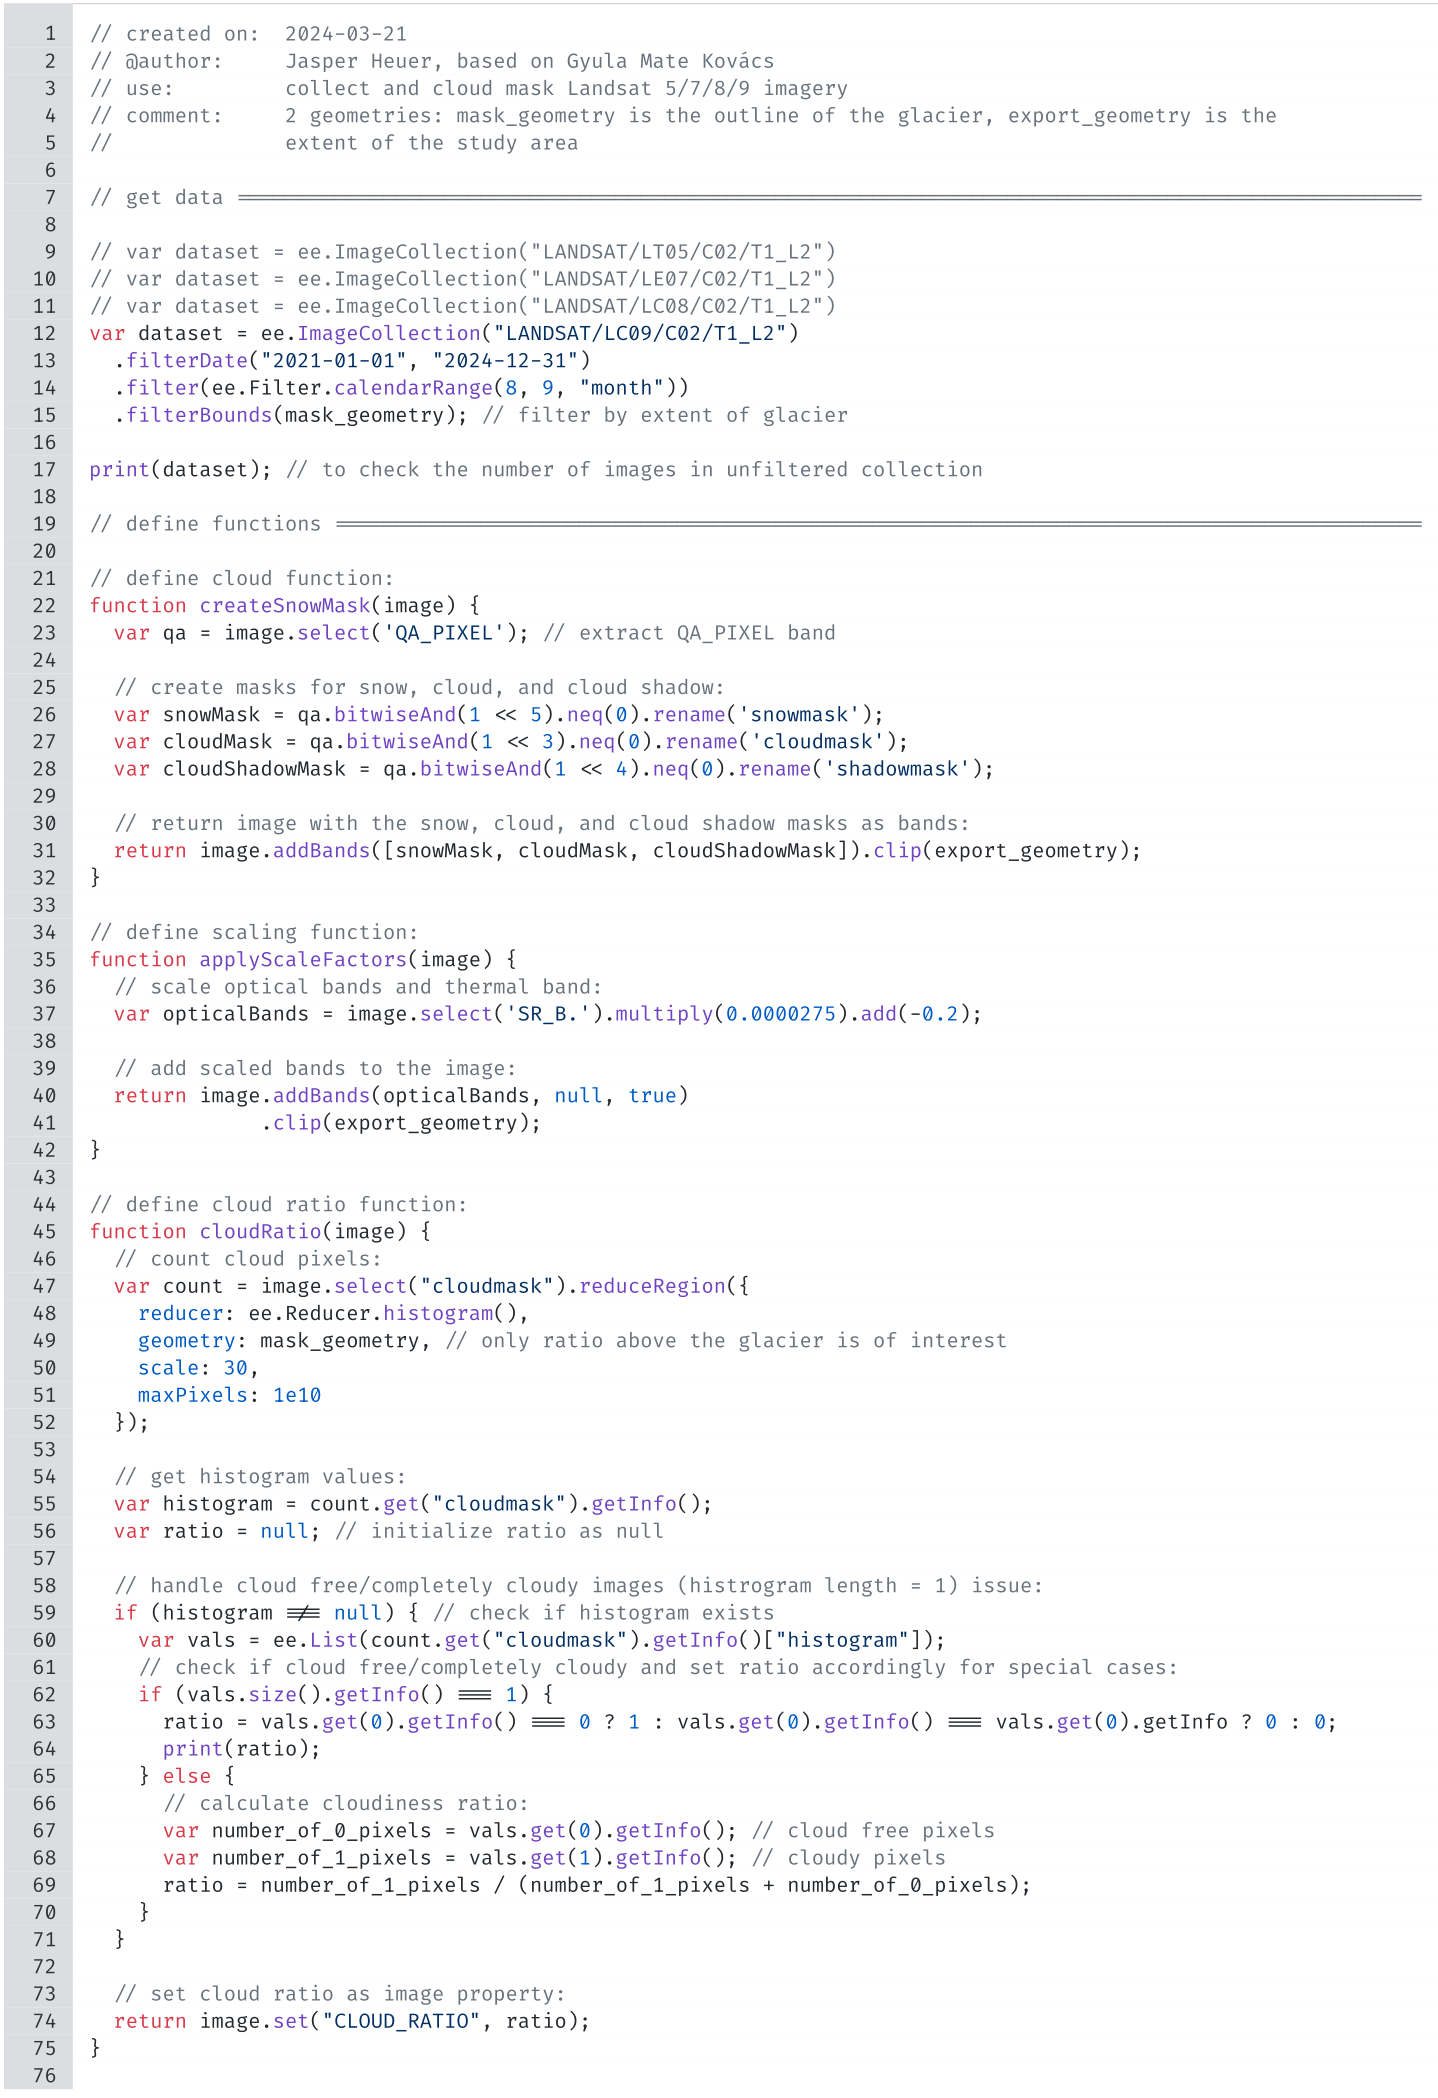 1 // created on:  2024-03-21
2 // @author:     Jasper Heuer, based on Gyula Mate Kovács
3 // use:         collect and cloud mask Landsat 5/7/8/9 imagery
4 // comment:     2 geometries: mask_geometry is the outline of the glacier, export_geometry is the
5 //              extent of the study area
6
7 // get data =================================================================================================
8
9 // var dataset = ee.ImageCollection("LANDSAT/LT05/C02/T1_L2")
10 // var dataset = ee.ImageCollection("LANDSAT/LE07/C02/T1_L2")
11 // var dataset = ee.ImageCollection("LANDSAT/LC08/C02/T1_L2")
12 var dataset = ee.ImageCollection("LANDSAT/LC09/C02/T1_L2")
13   .filterDate("2021-01-01", "2024-12-31")
14   .filter(ee.Filter.calendarRange(8, 9, "month"))
15   .filterBounds(mask_geometry); // filter by extent of glacier
16
17 print(dataset); // to check the number of images in unfiltered collection
18
19 // define functions =========================================================================================
20
21 // define cloud function:
22 function createSnowMask(image) {
23   var qa = image.select('QA_PIXEL'); // extract QA_PIXEL band
24
25   // create masks for snow, cloud, and cloud shadow:
26   var snowMask = qa.bitwiseAnd(1 << 5).neq(0).rename('snowmask');
27   var cloudMask = qa.bitwiseAnd(1 << 3).neq(0).rename('cloudmask');
28   var cloudShadowMask = qa.bitwiseAnd(1 << 4).neq(0).rename('shadowmask');
29
30   // return image with the snow, cloud, and cloud shadow masks as bands:
31   return image.addBands([snowMask, cloudMask, cloudShadowMask]).clip(export_geometry);
32 }
33
34 // define scaling function:
35 function applyScaleFactors(image) {
36   // scale optical bands and thermal band:
37   var opticalBands = image.select('SR_B.').multiply(0.0000275).add(-0.2);
38
39   // add scaled bands to the image:
40   return image.addBands(opticalBands, null, true)
41               .clip(export_geometry);
42 }
43
44 // define cloud ratio function:
45 function cloudRatio(image) {
46   // count cloud pixels:
47   var count = image.select("cloudmask").reduceRegion({
48     reducer: ee.Reducer.histogram(),
49     geometry: mask_geometry, // only ratio above the glacier is of interest
50     scale: 30,
51     maxPixels: 1e10
52   });
53
54   // get histogram values:
55   var histogram = count.get("cloudmask").getInfo();
56   var ratio = null; // initialize ratio as null
57
58   // handle cloud free/completely cloudy images (histrogram length = 1) issue:
59   if (histogram !== null) { // check if histogram exists
60     var vals = ee.List(count.get("cloudmask").getInfo()["histogram"]);
61     // check if cloud free/completely cloudy and set ratio accordingly for special cases:
62     if (vals.size().getInfo() === 1) {
63       ratio = vals.get(0).getInfo() === 0 ? 1 : vals.get(0).getInfo() === vals.get(0).getInfo ? 0 : 0;
64       print(ratio);
65     } else {
66       // calculate cloudiness ratio:
67       var number_of_0_pixels = vals.get(0).getInfo(); // cloud free pixels
68       var number_of_1_pixels = vals.get(1).getInfo(); // cloudy pixels
69       ratio = number_of_1_pixels / (number_of_1_pixels + number_of_0_pixels);
70     }
71   }
72
73   // set cloud ratio as image property:
74   return image.set("CLOUD_RATIO", ratio);
75 }
76